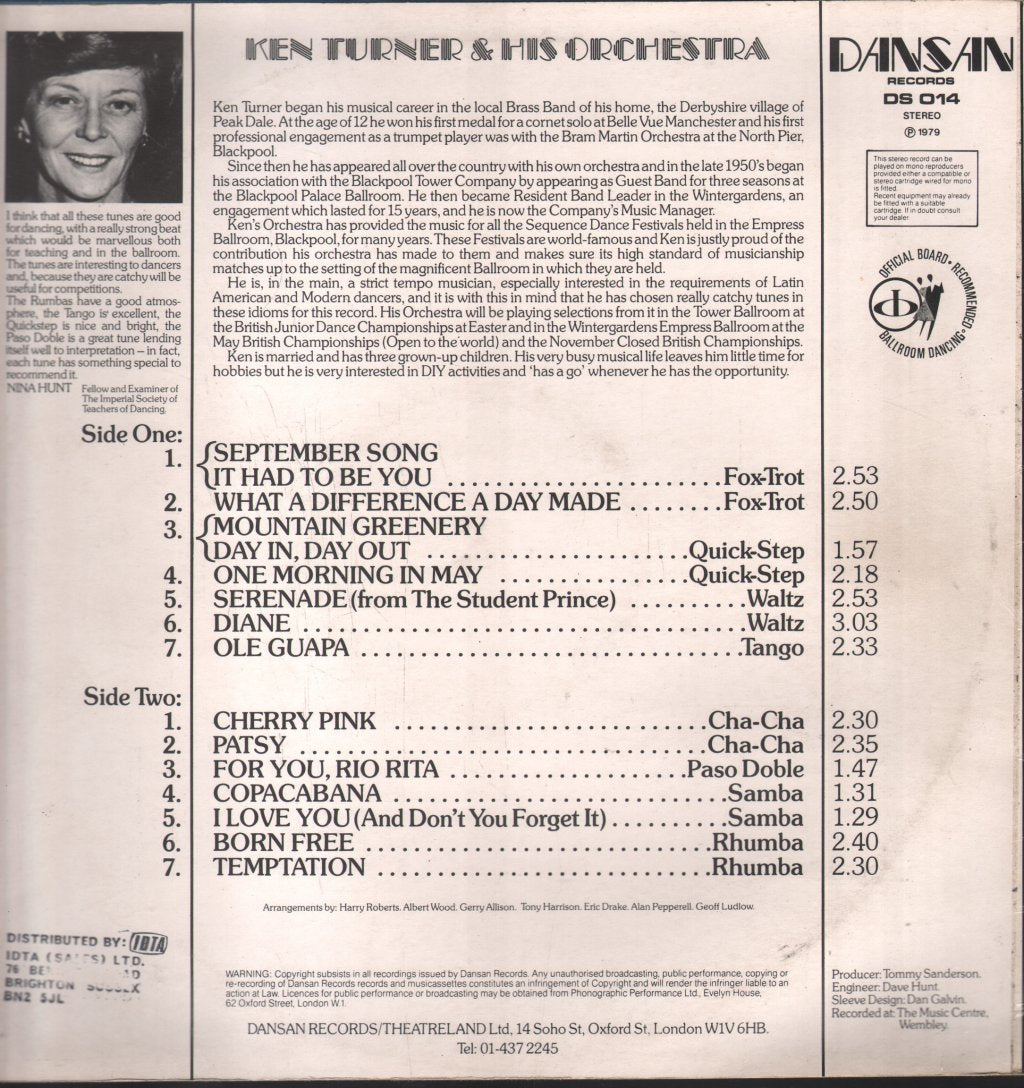 KEN TURNER & HIS ORCHESTRA
DANSAN
RECORDS
DS 014
STEREO
Ⓟ 1979
This stereo record can be
played on mono reproducers
provided either a compatible or
stereo cartridge wired for mono
is fitted.
Recent equipment may already
be fitted with a suitable
cartridge. If in doubt consult
your dealer
OFFICIAL BOARD • RECOMMENDED
BALLROOM DANCING
Ken Turner began his musical career in the local Brass Band of his home, the Derbyshire village of
Peak Dale. At the age of 12 he won his first medal for a cornet solo at Belle Vue Manchester and his first
professional engagement as a trumpet player was with the Bram Martin Orchestra at the North Pier,
Blackpool.
Since then he has appeared all over the country with his own orchestra and in the late 1950's began
his association with the Blackpool Tower Company by appearing as Guest Band for three seasons at
the Blackpool Palace Ballroom. He then became Resident Band Leader in the Wintergardens, an
engagement which lasted for 15 years, and he is now the Company's Music Manager.
Ken's Orchestra has provided the music for all the Sequence Dance Festivals held in the Empress
Ballroom, Blackpool, for many years. These Festivals are world-famous and Ken is justly proud of the
contribution his orchestra has made to them and makes sure its high standard of musicianship
matches up to the setting of the magnificent Ballroom in which they are held.
He is, in the main, a strict tempo musician, especially interested in the requirements of Latin
American and Modern dancers, and it is with this in mind that he has chosen really catchy tunes in
these idioms for this record. His Orchestra will be playing selections from it in the Tower Ballroom at
the British Junior Dance Championships at Easter and in the Wintergardens Empress Ballroom at the
May British Championships (Open to the world) and the November Closed British Championships.
Ken is married and has three grown-up children. His very busy musical life leaves him little time for
hobbies but he is very interested in DIY activities and 'has a go' whenever he has the opportunity.
I think that all these tunes are good
for dancing, with a really strong beat
which would be marvellous both
for teaching and in the ballroom.
The tunes are interesting to dancers
and, because they are catchy will be
useful for competitions.
The Rumbas have a good atmos-
phere, the Tango is excellent, the
Quickstep is nice and bright, the
Paso Doble is a great tune lending
itself well to interpretation – in fact,
each tune has something special to
recommend it.
NINA HUNT Fellow and Examiner of
The Imperial Society of
Teachers of Dancing.
Side One:
1. SEPTEMBER SONG
IT HAD TO BE YOU ....................... Fox-Trot 2.53
2. WHAT A DIFFERENCE A DAY MADE ........ Fox-Trot 2.50
3. MOUNTAIN GREENERY
DAY IN, DAY OUT ...................... Quick-Step 1.57
4. ONE MORNING IN MAY ................ Quick-Step 2.18
5. SERENADE (from The Student Prince) .......... Waltz 2.53
6. DIANE ..................................... Waltz 3.03
7. OLE GUAPA ................................ Tango 2.33
Side Two:
1. CHERRY PINK ......................... Cha-Cha 2.30
2. PATSY ................................. Cha-Cha 2.35
3. FOR YOU, RIO RITA .................... Paso Doble 1.47
4. COPACABANA ............................ Samba 1.31
5. I LOVE YOU (And Don't You Forget It) .......... Samba 1.29
6. BORN FREE ............................. Rhumba 2.40
7. TEMPTATION ............................ Rhumba 2.30
Arrangements by: Harry Roberts. Albert Wood. Gerry Allison. Tony Harrison. Eric Drake. Alan Pepperell. Geoff Ludlow.
DISTRIBUTED BY: IDTA
IDTA (SALES) LTD.
76
BRIGHTON SUSSEX
BN2 5JL
WARNING: Copyright subsists in all recordings issued by Dansan Records. Any unauthorised broadcasting, public performance, copying or
re-recording of Dansan Records records and musicassettes constitutes an infringement of Copyright and will render the infringer liable to an
action at Law. Licences for public performance or broadcasting may be obtained from Phonographic Performance Ltd., Evelyn House,
62 Oxford Street, London W.1.
DANSAN RECORDS/THEATRELAND Ltd, 14 Soho St, Oxford St, London W1V 6HB.
Tel: 01-437 2245
Producer: Tommy Sanderson.
Engineer: Dave Hunt.
Sleeve Design: Dan Galvin.
Recorded at: The Music Centre,
Wembley.